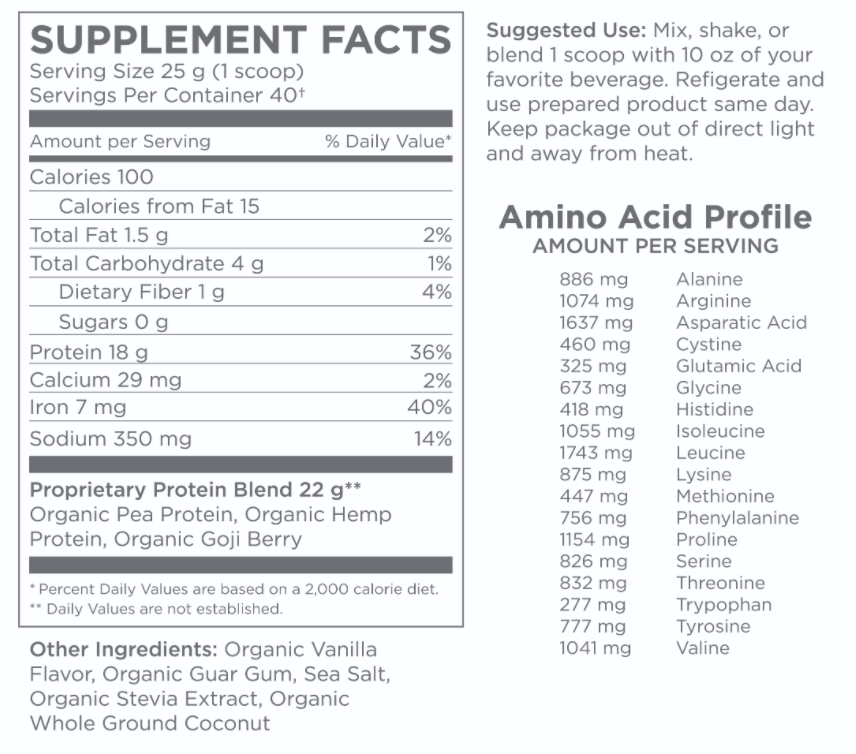 SUPPLEMENT FACTS
Serving Size 25 g (1 scoop)
Servings Per Container 40†
Amount per Serving % Daily Value*
Calories 100
Calories from Fat 15
Total Fat 1.5 g 2%
Total Carbohydrate 4 g 1%
Dietary Fiber 1 g 4%
Sugars 0 g
Protein 18 g 36%
Calcium 29 mg 2%
Iron 7 mg 40%
Sodium 350 mg 14%
Proprietary Protein Blend 22 g**
Organic Pea Protein, Organic Hemp
Protein, Organic Goji Berry
* Percent Daily Values are based on a 2,000 calorie diet.
** Daily Values are not established.
Other Ingredients: Organic Vanilla
Flavor, Organic Guar Gum, Sea Salt,
Organic Stevia Extract, Organic
Whole Ground Coconut
Suggested Use: Mix, shake, or
blend 1 scoop with 10 oz of your
favorite beverage. Refigerate and
use prepared product same day.
Keep package out of direct light
and away from heat.
Amino Acid Profile
AMOUNT PER SERVING
886 mg Alanine
1074 mg Arginine
1637 mg Asparatic Acid
460 mg Cystine
325 mg Glutamic Acid
673 mg Glycine
418 mg Histidine
1055 mg Isoleucine
1743 mg Leucine
875 mg Lysine
447 mg Methionine
756 mg Phenylalanine
1154 mg Proline
826 mg Serine
832 mg Threonine
277 mg Trypophan
777 mg Tyrosine
1041 mg Valine